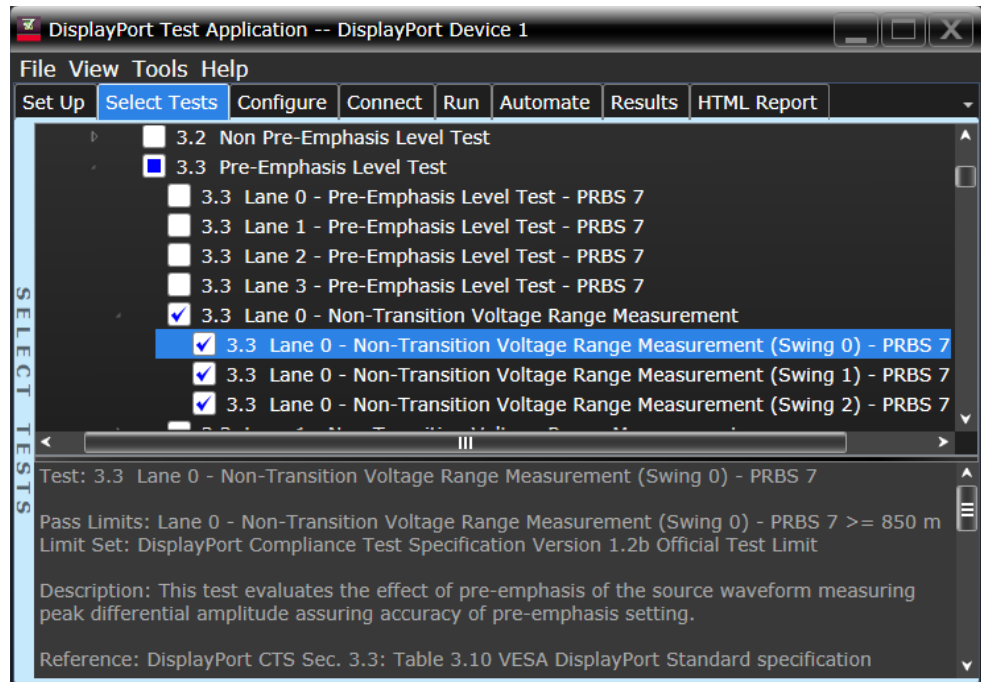 DisplayPort Test Application -- DisplayPort Device 1
File View Tools Help
Set Up Select Tests Configure Connect Run Automate Results HTML Report
3.2 Non Pre-Emphasis Level Test
3.3 Pre-Emphasis Level Test
3.3 Lane 0 - Pre-Emphasis Level Test - PRBS 7
3.3 Lane 1 - Pre-Emphasis Level Test - PRBS 7
3.3 Lane 2 - Pre-Emphasis Level Test - PRBS 7
3.3 Lane 3 - Pre-Emphasis Level Test - PRBS 7
3.3 Lane 0 - Non-Transition Voltage Range Measurement
3.3 Lane 0 - Non-Transition Voltage Range Measurement (Swing 0) - PRBS 7
3.3 Lane 0 - Non-Transition Voltage Range Measurement (Swing 1) - PRBS 7
3.3 Lane 0 - Non-Transition Voltage Range Measurement (Swing 2) - PRBS 7
SELECT TESTS
Test: 3.3 Lane 0 - Non-Transition Voltage Range Measurement (Swing 0) - PRBS 7
Pass Limits: Lane 0 - Non-Transition Voltage Range Measurement (Swing 0) - PRBS 7 >= 850 m
Limit Set: DisplayPort Compliance Test Specification Version 1.2b Official Test Limit
Description: This test evaluates the effect of pre-emphasis of the source waveform measuring
peak differential amplitude assuring accuracy of pre-emphasis setting.
Reference: DisplayPort CTS Sec. 3.3: Table 3.10 VESA DisplayPort Standard specification